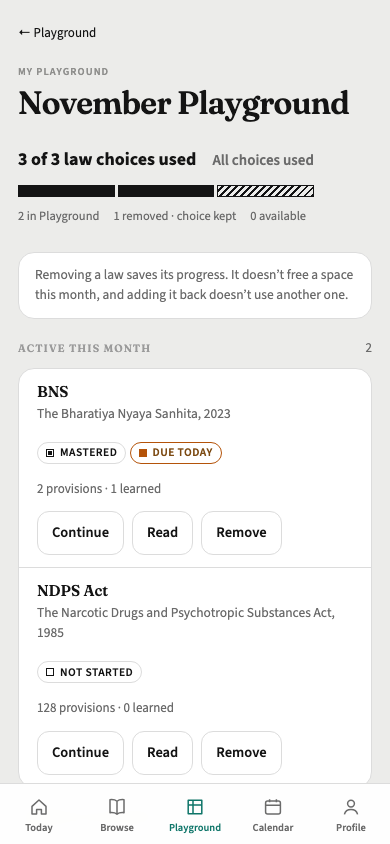 ← Playground
MY PLAYGROUND
November Playground
3 of 3 law choices used All choices used
2 in Playground 1 removed · choice kept 0 available
Removing a law saves its progress. It doesn’t free a space
this month, and adding it back doesn’t use another one.
ACTIVE THIS MONTH 2
BNS
The Bharatiya Nyaya Sanhita, 2023
MASTERED DUE TODAY
2 provisions · 1 learned
Continue Read Remove
NDPS Act
The Narcotic Drugs and Psychotropic Substances Act,
1985
NOT STARTED
128 provisions · 0 learned
Continue Read Remove
Today Browse Playground Calendar Profile